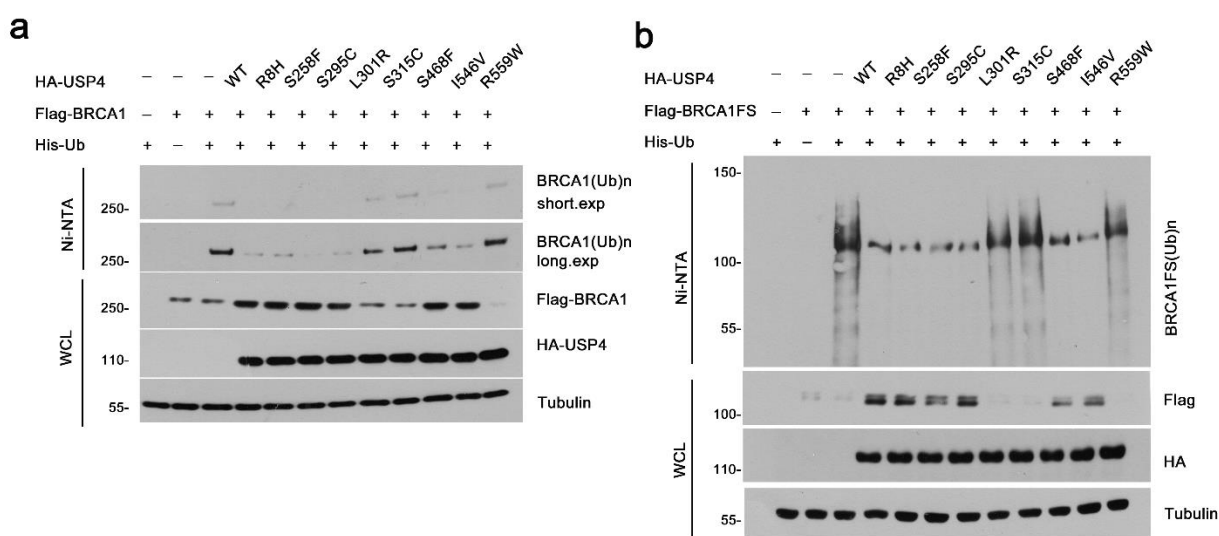 a
HA-USP4 – – – WT R8H S258F S295C L301R S315C S468F I546V R559W
Flag-BRCA1 – + + + + + + + + + + +
His-Ub + – + + + + + + + + + +
Ni-NTA
250-
BRCA1(Ub)n
short.exp
250-
BRCA1(Ub)n
long.exp
WCL
250-
Flag-BRCA1
110-
HA-USP4
55-
Tubulin
b
HA-USP4 – – – WT R8H S258F S295C L301R S315C S468F I546V R559W
Flag-BRCA1FS – + + + + + + + + + + +
His-Ub + – + + + + + + + + + +
Ni-NTA
150-
100-
55-
BRCA1FS(Ub)n
WCL
100-
Flag
110-
HA
55-
Tubulin